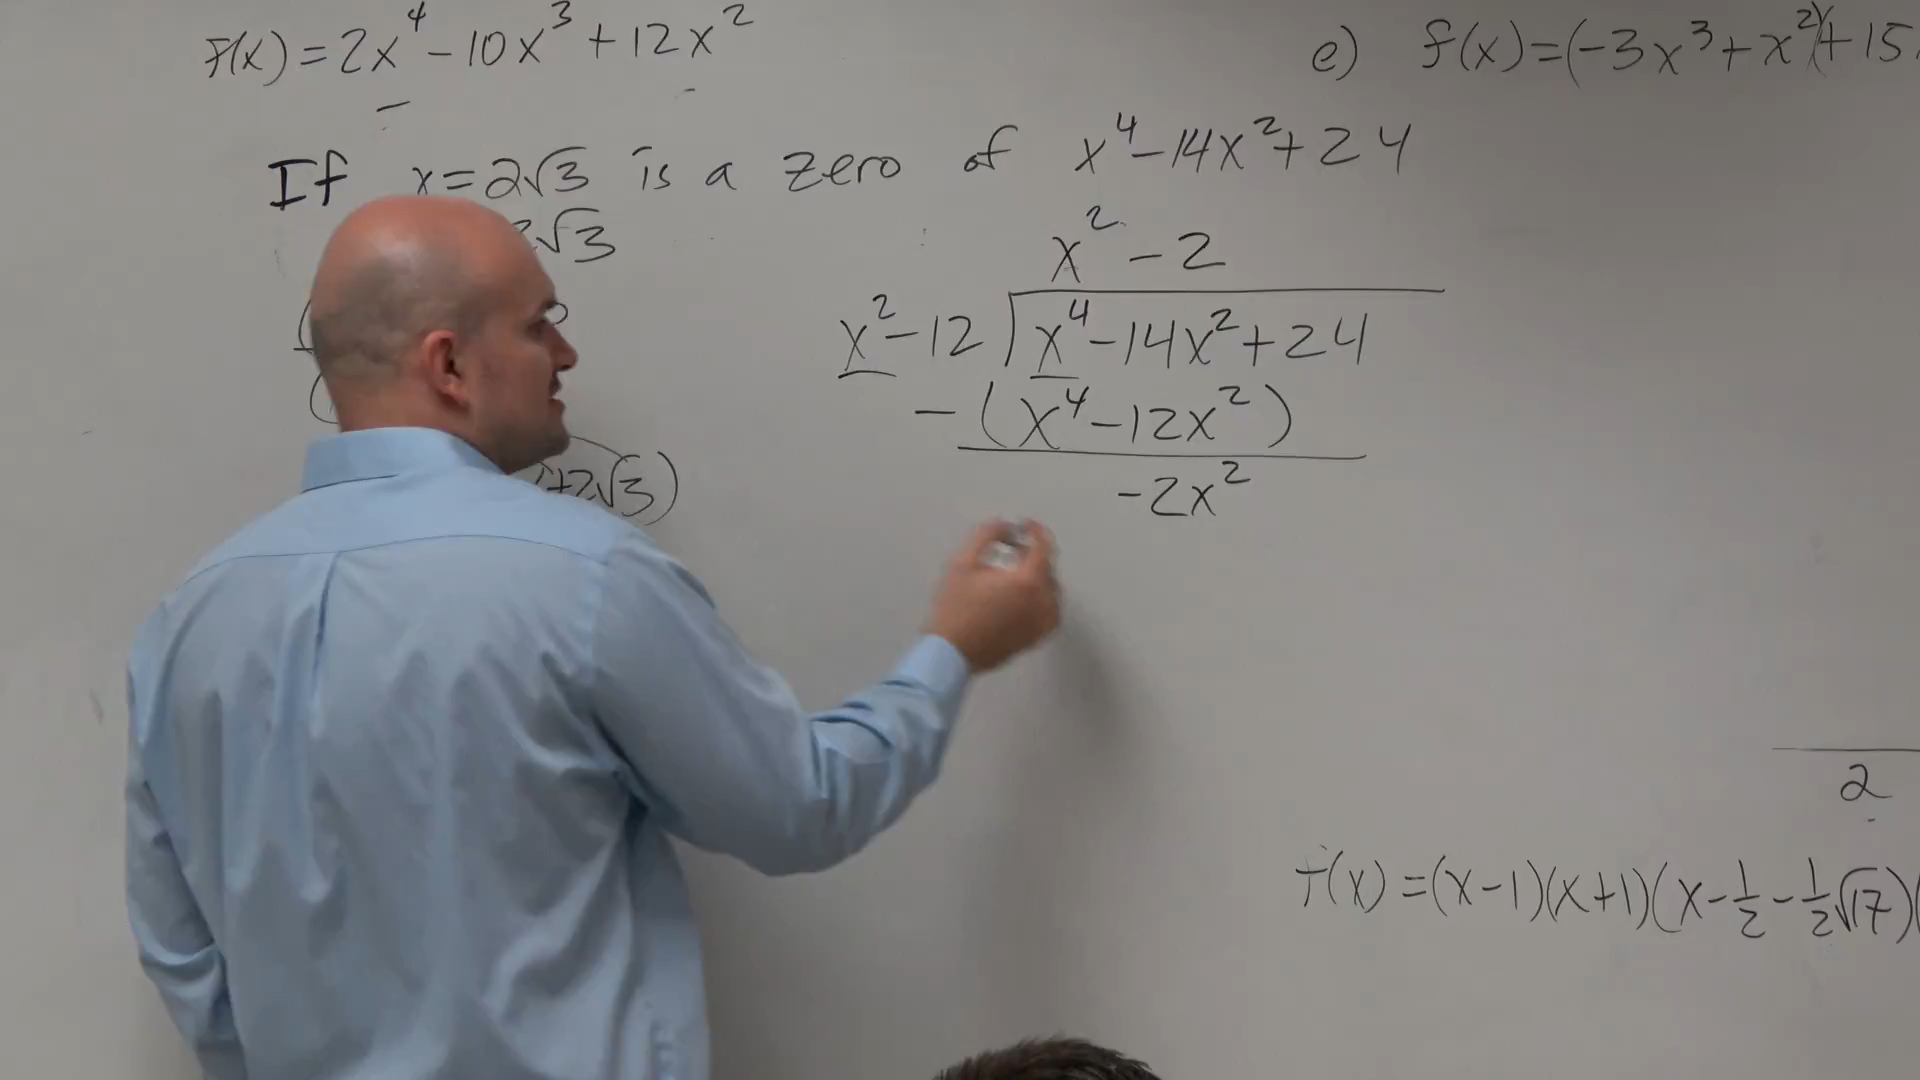 f(x) = 2x⁴ - 10x³ + 12x²
If x = 2√3 is a zero of x⁴ - 14x² + 24
2√3
x² - 2
x² - 12 ) x⁴ - 14x² + 24
- (x⁴ - 12x²)
+2√3)
-2x²
e) f(x) = (-3x³ + x²) + 15
2
f(x) = (x - 1)(x + 1)(x - 1/2 - 1/2√17)(